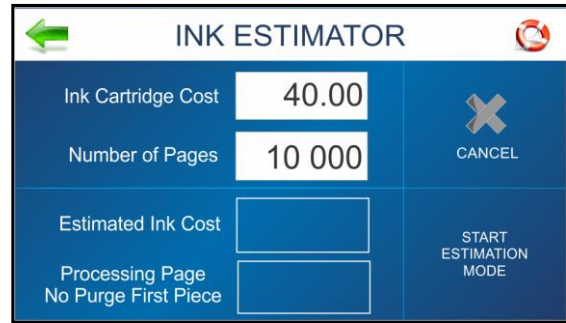 INK ESTIMATOR
Ink Cartridge Cost
40.00
Number of Pages
10 000
CANCEL
Estimated Ink Cost
Processing Page
No Purge First Piece
START
ESTIMATION
MODE